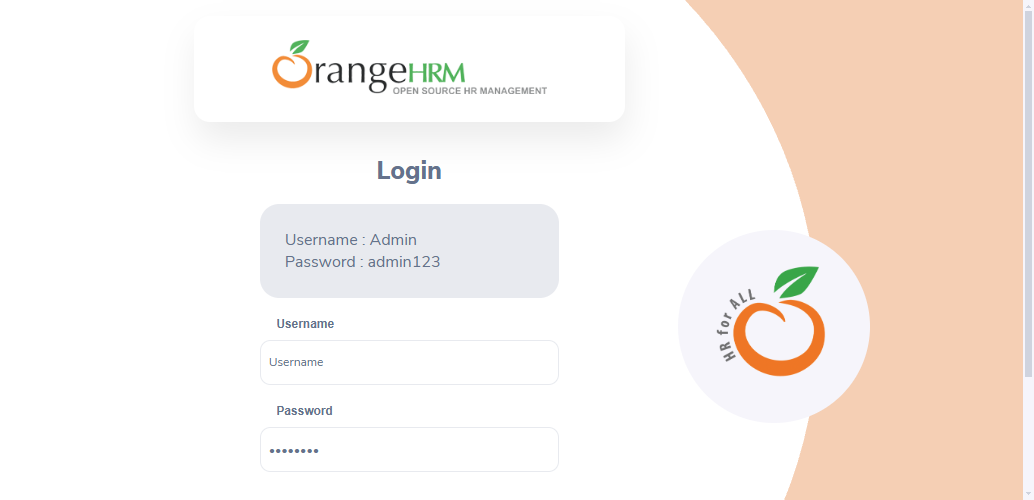 OrangeHRM
OPEN SOURCE HR MANAGEMENT
Login
Username : Admin
Password : admin123
Username
Username
Password
••••••••
HR for ALL